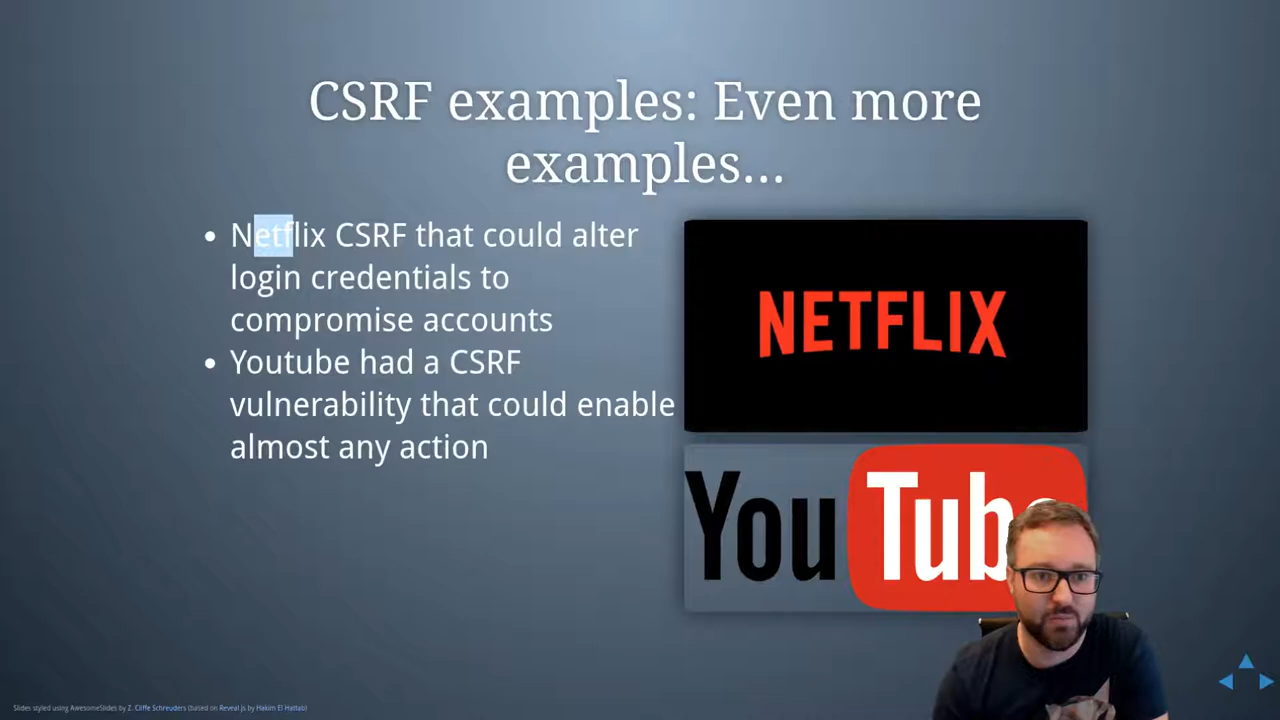 CSRF examples: Even more
examples...
Netflix CSRF that could alter
login credentials to
compromise accounts
Youtube had a CSRF
vulnerability that could enable
almost any action
NETFLIX
YouTube
Slides styled using AwesomeSlides by Z. Cliffe Schreuders (based on Reveal.js by Hakim El Hattab)